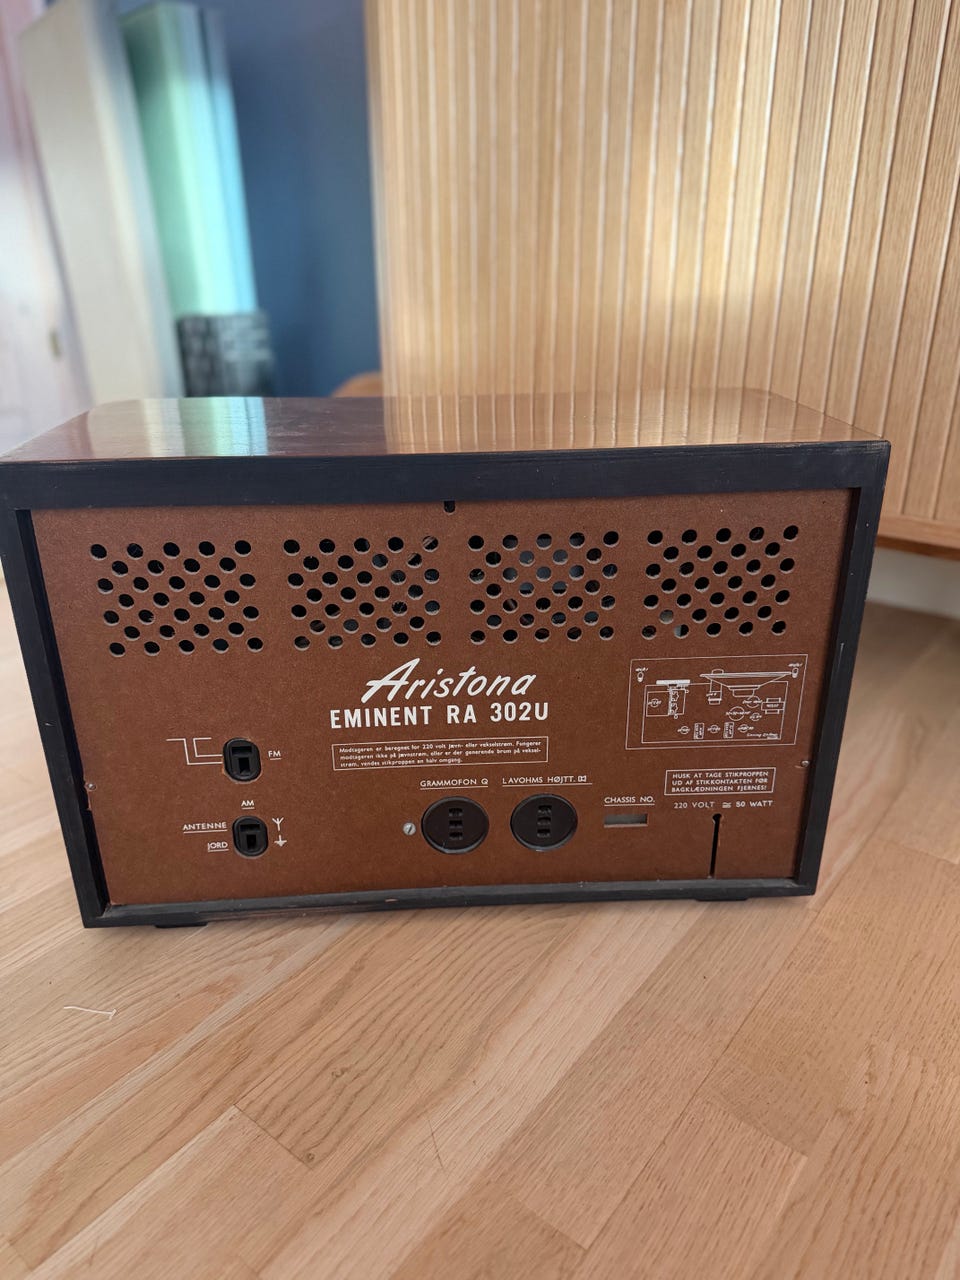 Aristona
EMINENT RA 302U
Modtageren er beregnet for 220 volt jævn- eller vekselstrøm. Fungerer
modtageren ikke på jævnstrøm, eller er der generende brum på veksel-
strøm, vendes stikproppen en halv omgang.
FM
AM
ANTENNE
JORD
GRAMMOFON
LAVOHMS HØJTT.
CHASSIS NO.
HUSK AT TAGE STIKPROPPEN
UD AF STIKKONTAKTEN FØR
BAGKLÆDNINGEN FJERNES!
220 VOLT ≅ 50 WATT